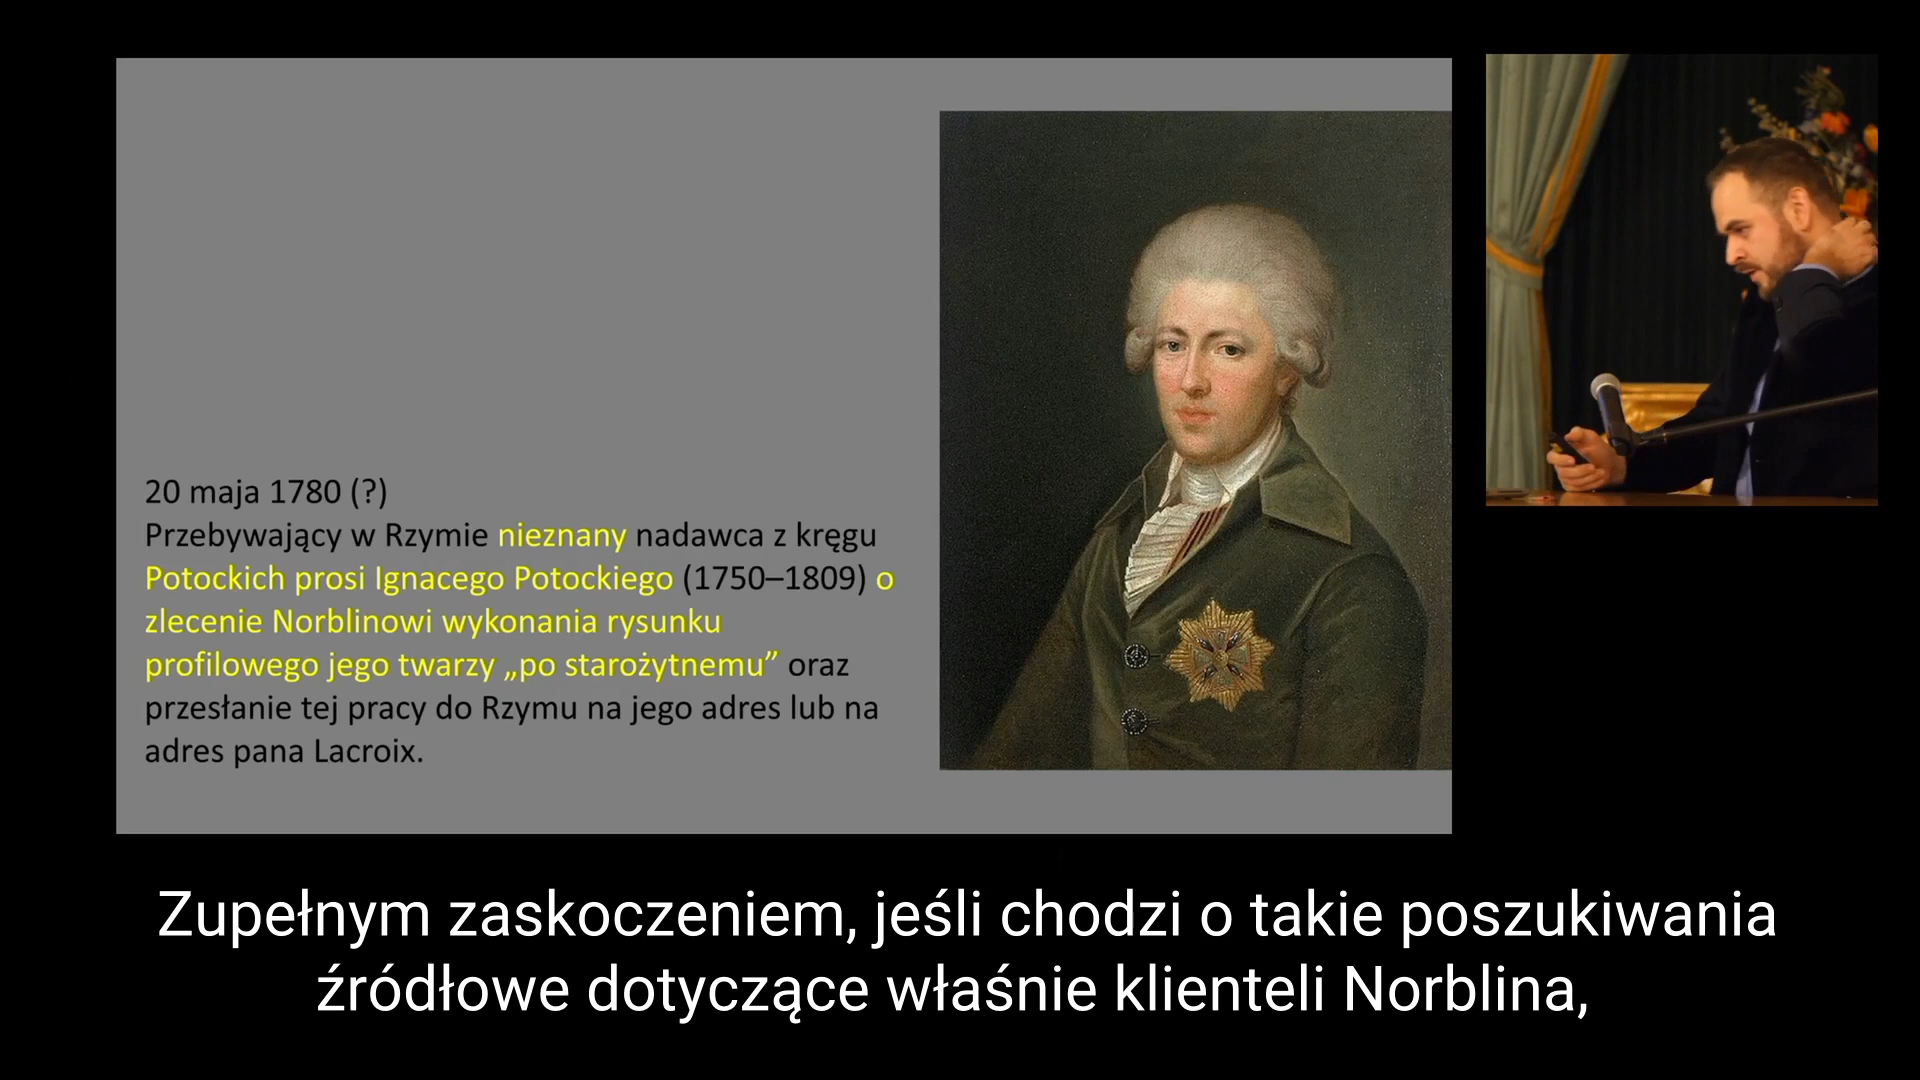 20 maja 1780 (?)
Przebywający w Rzymie nieznany nadawca z kręgu
Potockich prosi Ignacego Potockiego (1750–1809) o
zlecenie Norblinowi wykonania rysunku
profilowego jego twarzy „po starożytnemu” oraz
przesłanie tej pracy do Rzymu na jego adres lub na
adres pana Lacroix.
Zupełnym zaskoczeniem, jeśli chodzi o takie poszukiwania
źródłowe dotyczące właśnie klienteli Norblina,